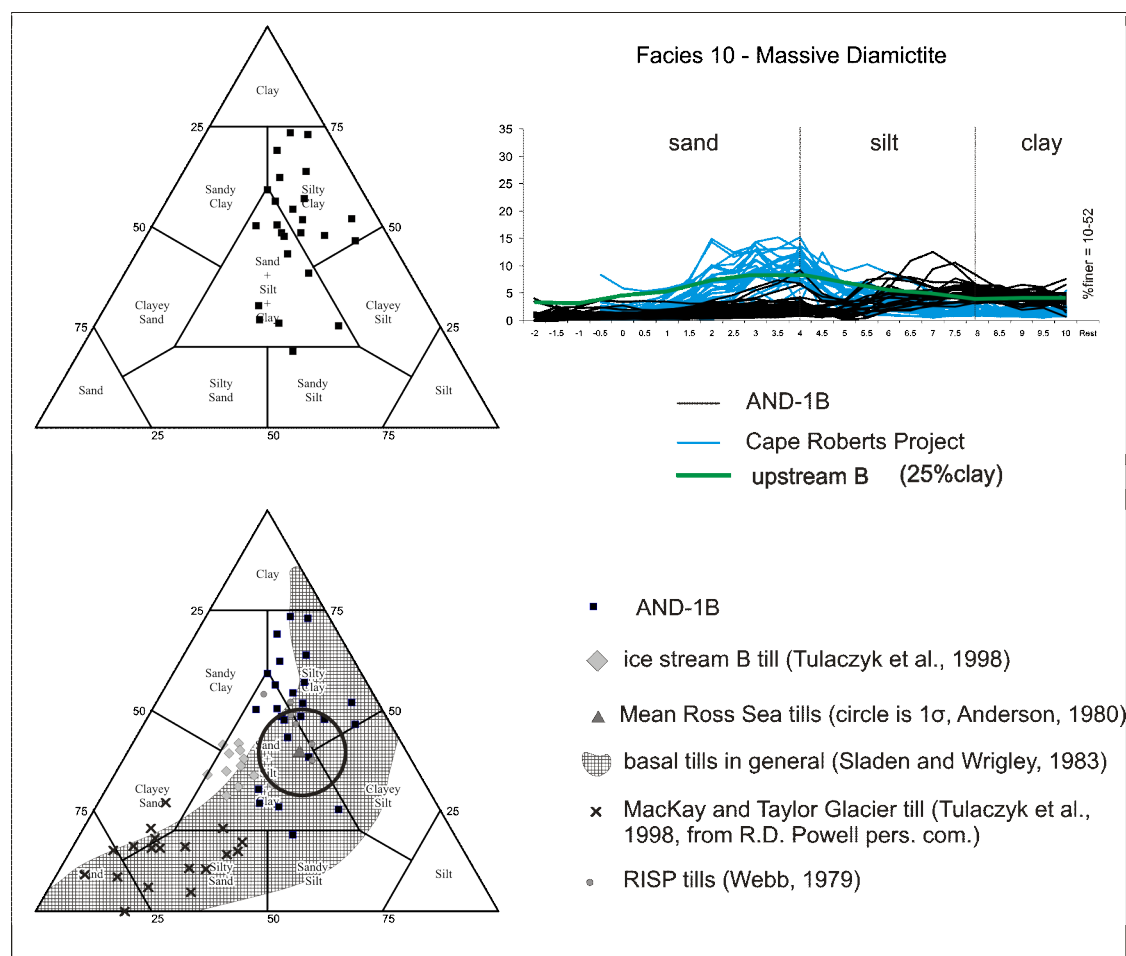 Facies 10 - Massive Diamictite
Clay
25
75
Sandy
Clay
Silty
Clay
50
50
Sand
+
Silt
+
Clay
Clayey
Sand
Clayey
Silt
75
25
Sand
Silty
Sand
Sandy
Silt
Silt
25
50
75
sand
silt
clay
35
30
25
20
15
10
5
0
-2 -1.5 -1 -0.5 0 0.5 1 1.5 2 2.5 3 3.5 4 4.5 5 5.5 6 6.5 7 7.5 8 8.5 9 9.5 10 Rest
%finer = 10-52
AND-1B
Cape Roberts Project
upstream B (25%clay)
Clay
25
75
Sandy
Clay
Silty
Clay
50
50
Sand
+
Silt
+
Clay
Clayey
Sand
Clayey
Silt
75
25
Sand
Silty
Sand
Sandy
Silt
Silt
25
50
75
AND-1B
ice stream B till (Tulaczyk et al., 1998)
Mean Ross Sea tills (circle is 1σ, Anderson, 1980)
basal tills in general (Sladen and Wrigley, 1983)
MacKay and Taylor Glacier till (Tulaczyk et al.,
1998, from R.D. Powell pers. com.)
RISP tills (Webb, 1979)